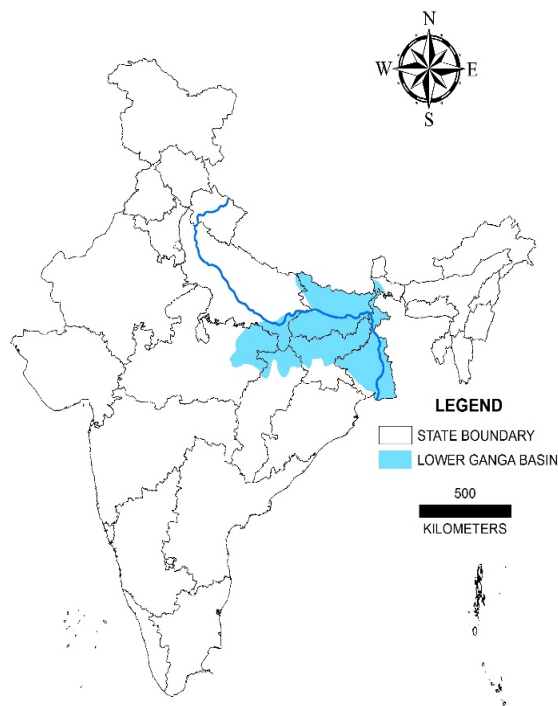 N
W E
S
LEGEND
STATE BOUNDARY
LOWER GANGA BASIN
500
KILOMETERS